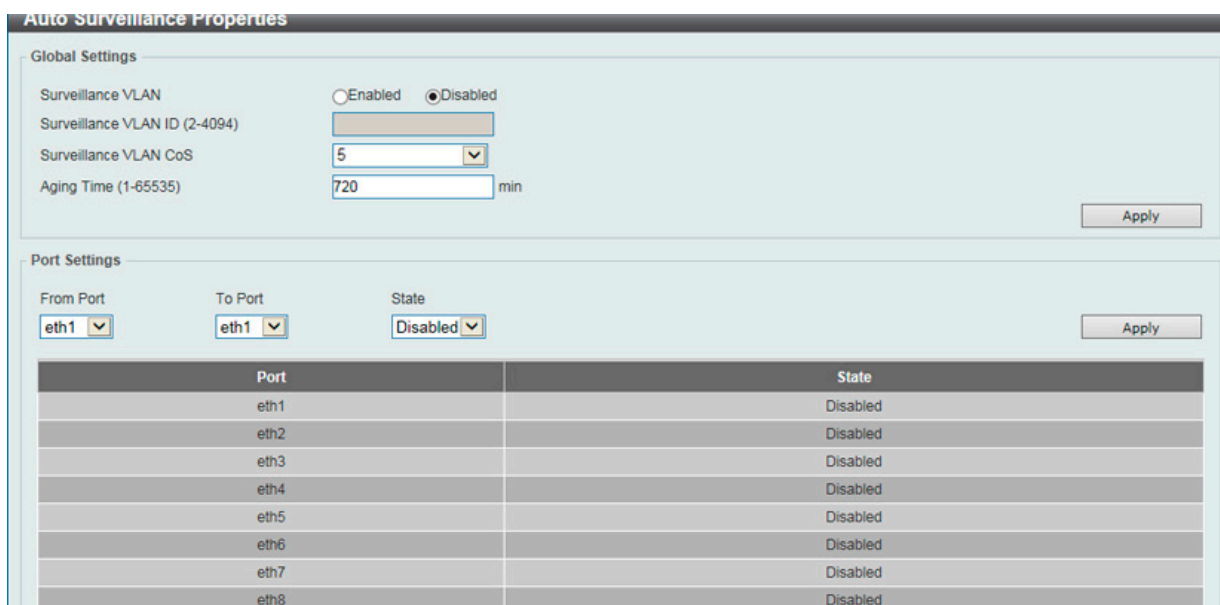 Auto Surveillance Properties
Global Settings
Surveillance VLAN Enabled Disabled
Surveillance VLAN ID (2-4094)
Surveillance VLAN CoS 5
Aging Time (1-65535) 720 min
Apply
Port Settings
From Port To Port State
eth1 eth1 Disabled Apply
Port State
eth1 Disabled
eth2 Disabled
eth3 Disabled
eth4 Disabled
eth5 Disabled
eth6 Disabled
eth7 Disabled
eth8 Disabled